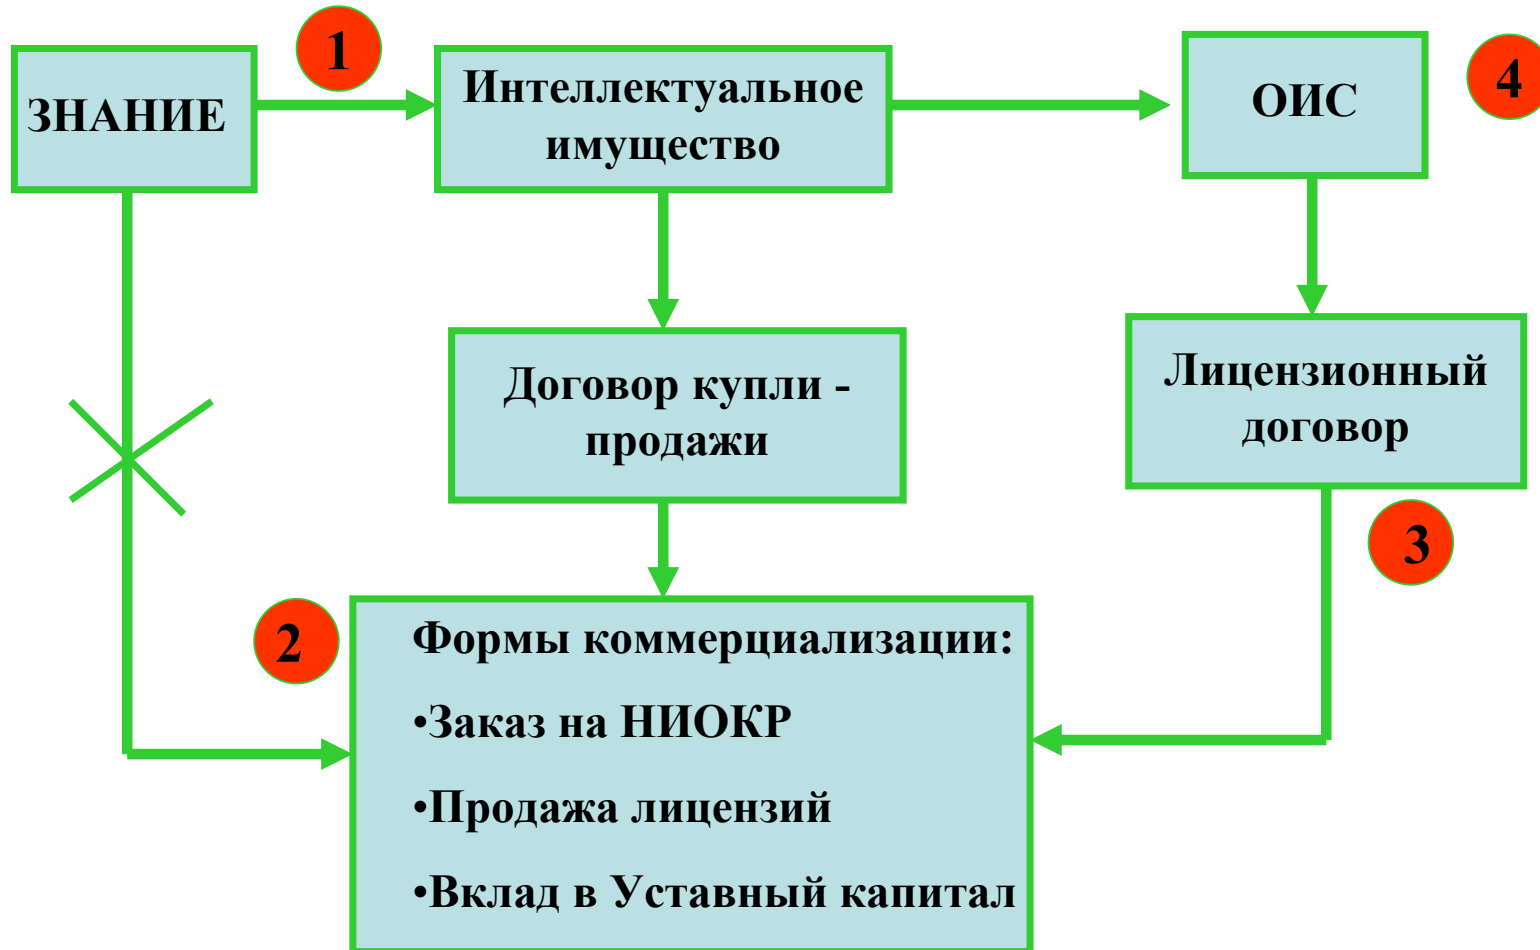 1
4
ЗНАНИЕ
Интеллектуальное
имущество
ОИС
Договор купли -
продажи
Лицензионный
договор
3
2
Формы коммерциализации:
•Заказ на НИОКР
•Продажа лицензий
•Вклад в Уставный капитал